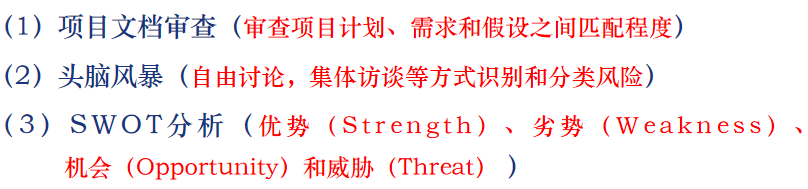 (1) 项目文档审查（审查项目计划、需求和假设之间匹配程度）
(2) 头脑风暴（自由讨论，集体访谈等方式识别和分类风险）
(3) SWOT分析（优势（Strength）、劣势（Weakness）、
机会（Opportunity）和威胁（Threat））